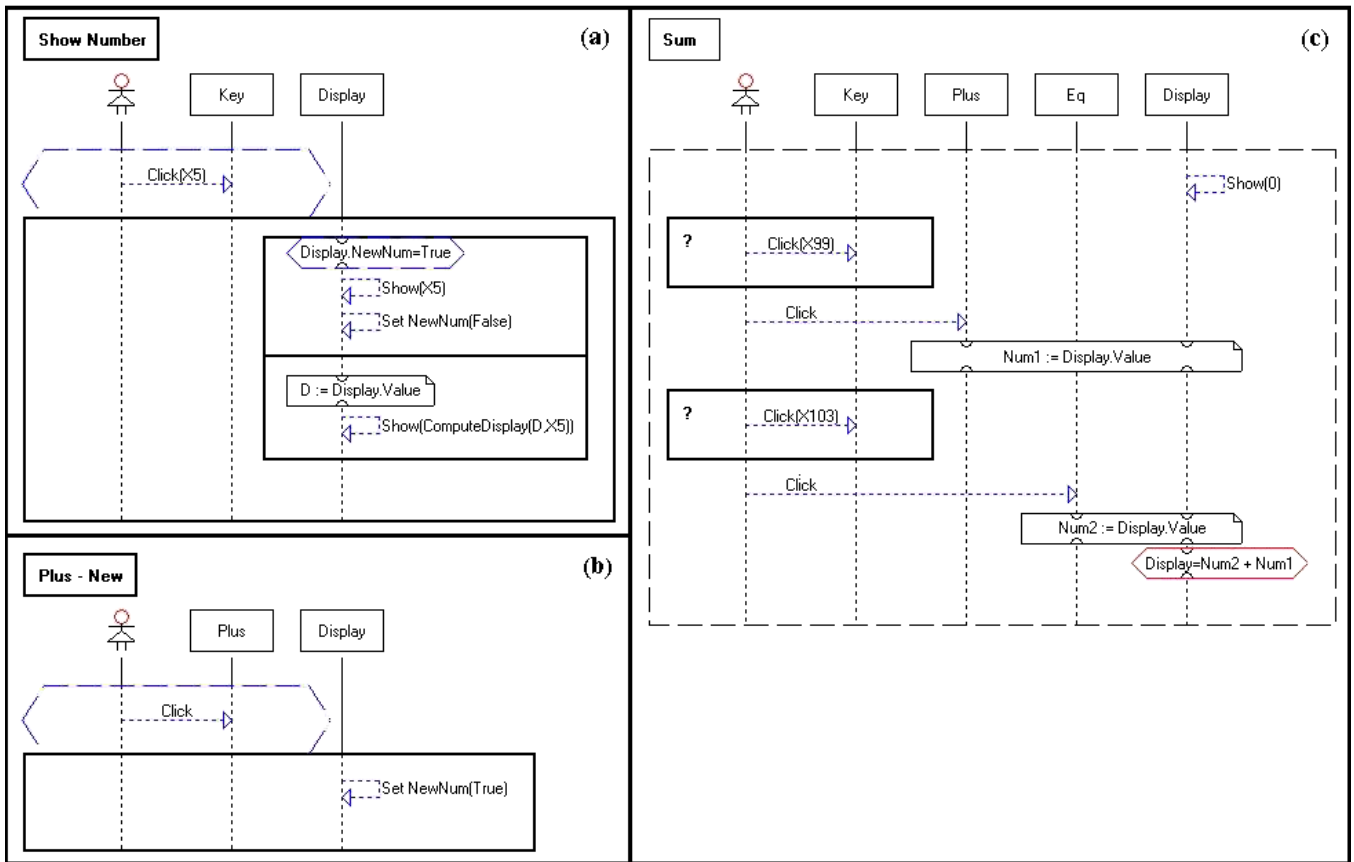 Show Number
(a)
Key
Display
Click(X5)
Display.NewNum=True
Show(X5)
Set NewNum(False)
D := Display.Value
Show(ComputeDisplay(D,X5))
Plus - New
(b)
Plus
Display
Click
Set NewNum(True)
Sum
(c)
Key
Plus
Eq
Display
Show(0)
?
Click(X99)
Click
Num1 := Display.Value
?
Click(X103)
Click
Num2 := Display.Value
Display=Num2 + Num1